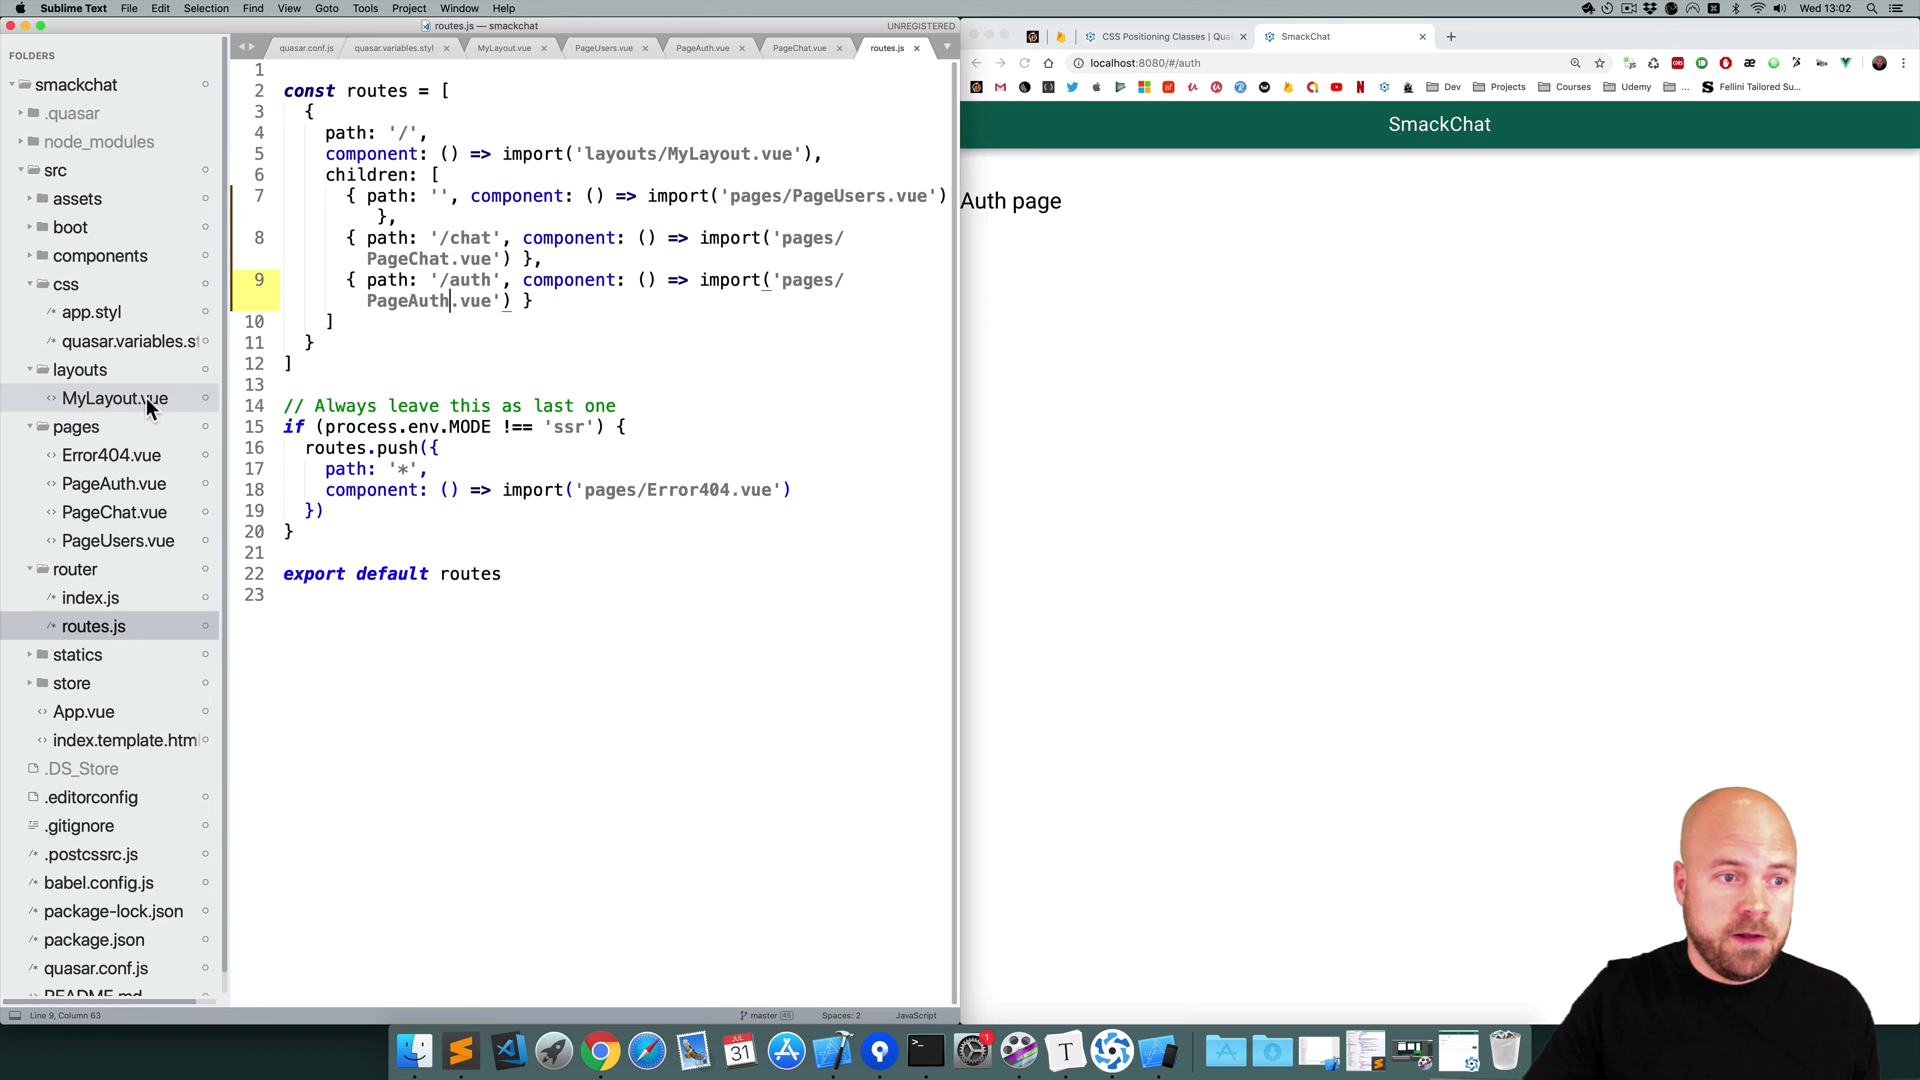 Sublime Text File Edit Selection Find View Goto Tools Project Window Help
Wed 13:02
routes.js — smackchat
UNREGISTERED
FOLDERS
smackchat
.quasar
node_modules
src
assets
boot
components
css
app.styl
quasar.variables.st
layouts
MyLayout.vue
pages
Error404.vue
PageAuth.vue
PageChat.vue
PageUsers.vue
router
index.js
routes.js
statics
store
App.vue
index.template.htm
.DS_Store
.editorconfig
.gitignore
.postcssrc.js
babel.config.js
package-lock.json
package.json
quasar.conf.js
README.md
quasar.conf.js quasar.variables.styl MyLayout.vue PageUsers.vue PageAuth.vue PageChat.vue routes.js
1
2 const routes = [
3 {
4 path: '/',
5 component: () => import('layouts/MyLayout.vue'),
6 children: [
7 { path: '', component: () => import('pages/PageUsers.vue')
},
8 { path: '/chat', component: () => import('pages/
PageChat.vue') },
9 { path: '/auth', component: () => import('pages/
PageAuth.vue') }
10 ]
11 }
12 ]
13
14 // Always leave this as last one
15 if (process.env.MODE !== 'ssr') {
16 routes.push({
17 path: '*',
18 component: () => import('pages/Error404.vue')
19 })
20 }
21
22 export default routes
23
Line 9, Column 63
master 45
Spaces: 2
JavaScript
CSS Positioning Classes | Qua
SmackChat
localhost:8080/#/auth
Dev Projects Courses Udemy ... Fellini Tailored Su...
SmackChat
Auth page
JUL
31
1